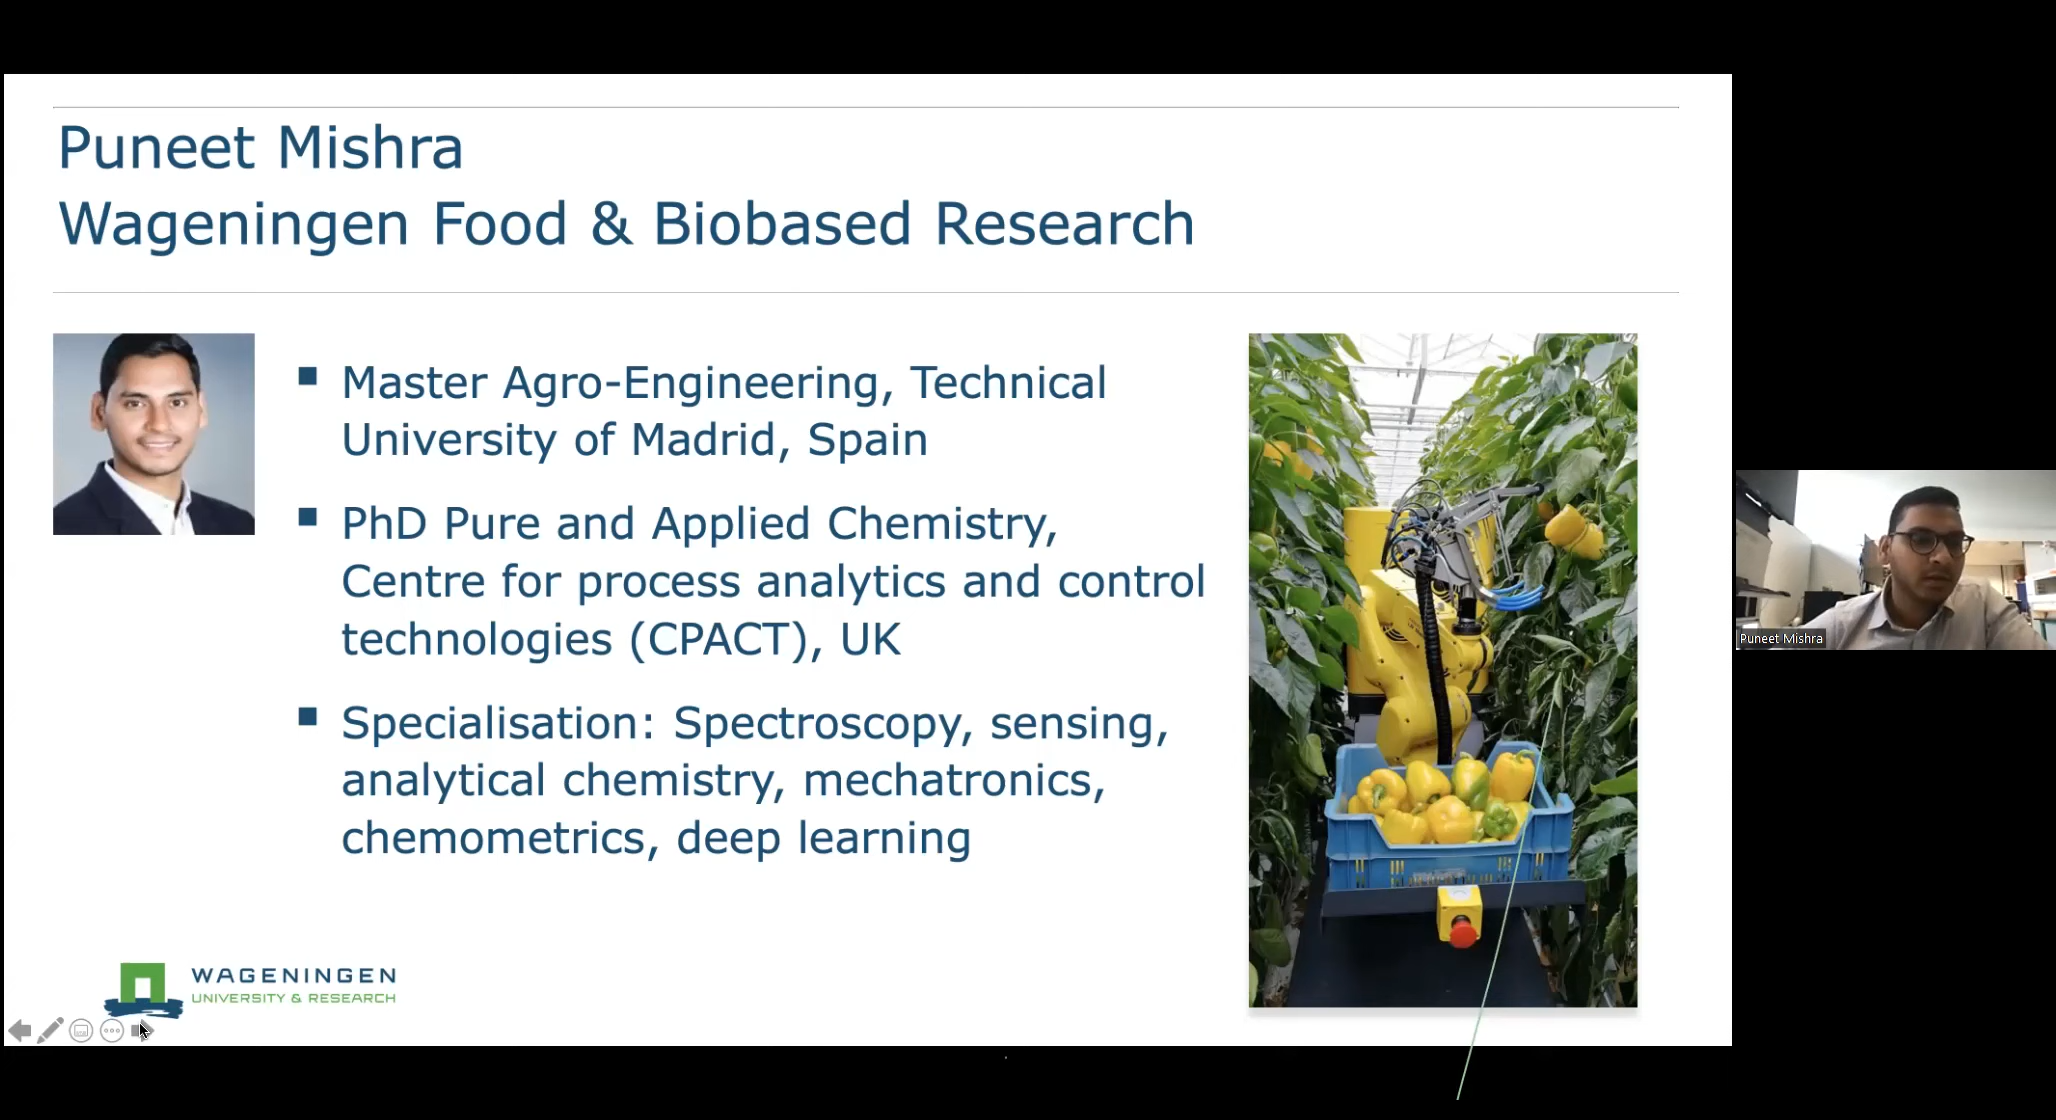 Puneet Mishra
Wageningen Food & Biobased Research
Master Agro-Engineering, Technical
University of Madrid, Spain
PhD Pure and Applied Chemistry,
Centre for process analytics and control
technologies (CPACT), UK
Specialisation: Spectroscopy, sensing,
analytical chemistry, mechatronics,
chemometrics, deep learning
WAGENINGEN
UNIVERSITY & RESEARCH
Puneet Mishra